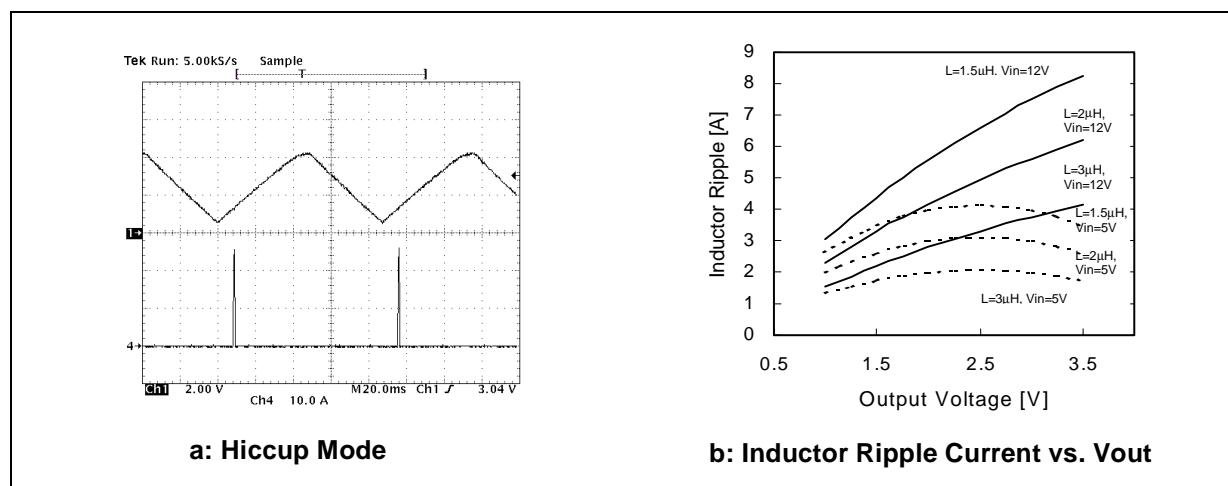 Tek Run: 5.00kS/s Sample
[ T ]
1→
4→
Ch1 2.00 V M 20.0ms Ch1 ƒ 3.04 V
Ch4 10.0 A
a: Hiccup Mode
9
8
7
6
5
4
3
2
1
0
Inductor Ripple [A]
L=1.5µH. Vin=12V
L=2µH,
Vin=12V
L=3µH,
Vin=12V
L=1.5µH,
Vin=5V
L=2µH,
Vin=5V
L=3µH, Vin=5V
0.5 1.5 2.5 3.5
Output Voltage [V]
b: Inductor Ripple Current vs. Vout